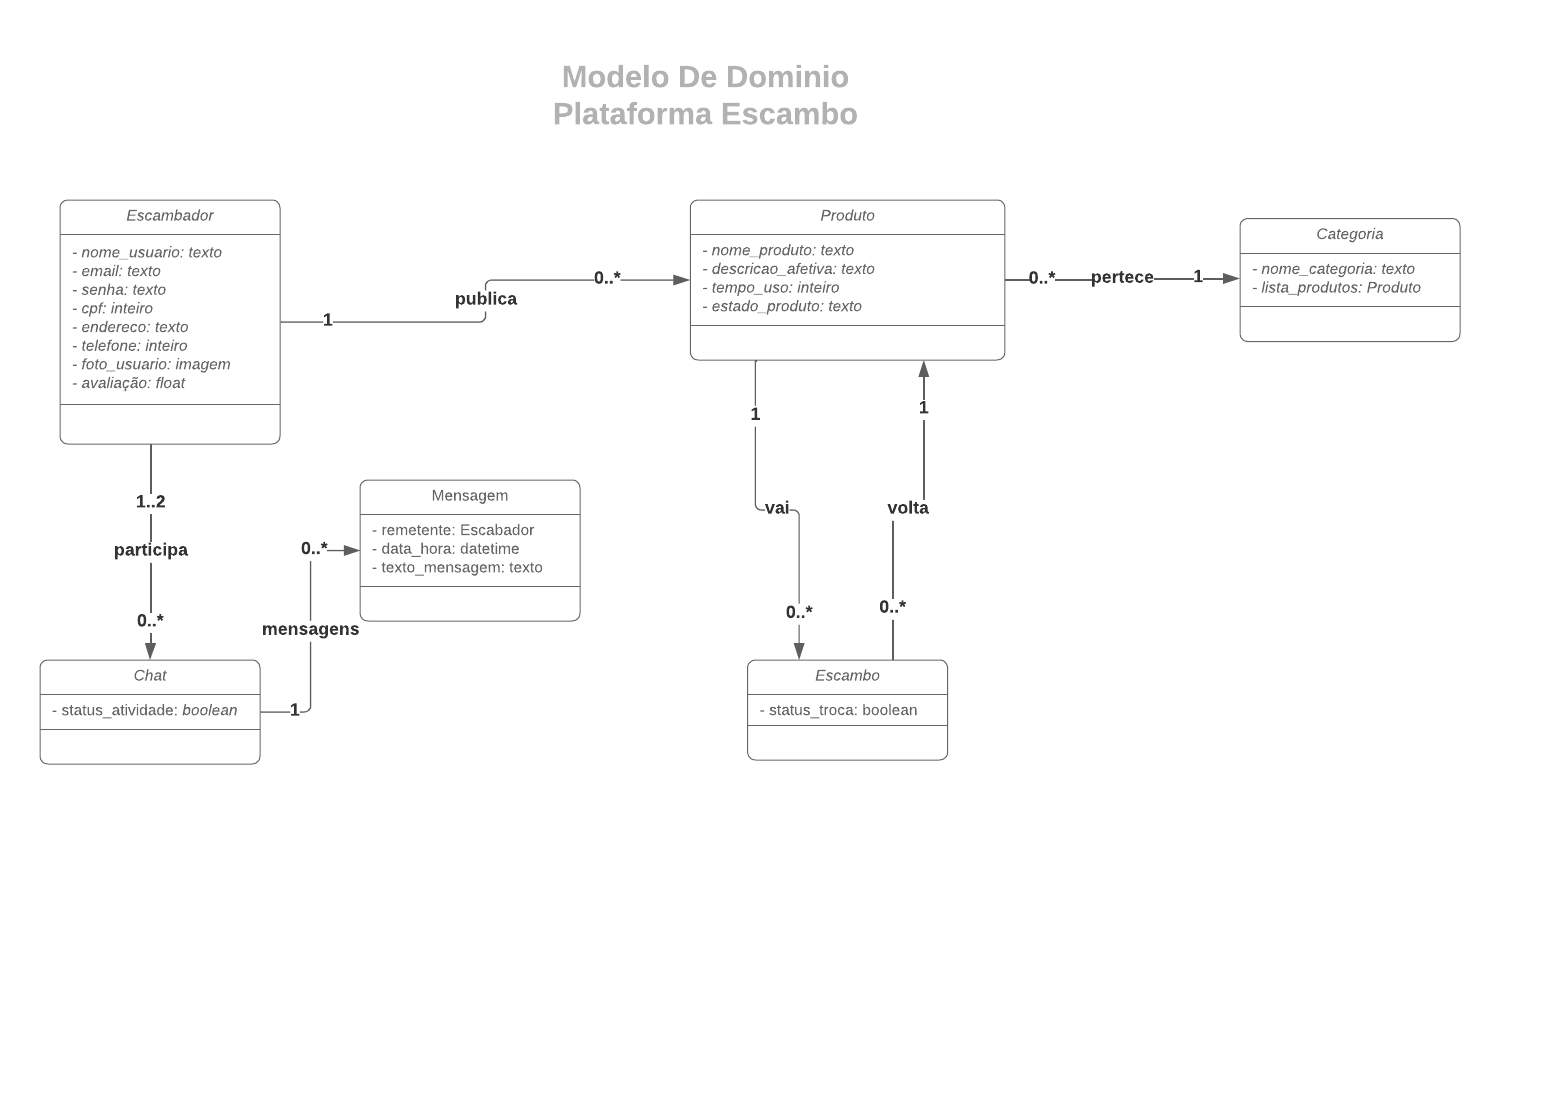 Modelo De Dominio
Plataforma Escambo
Escambador
- nome_usuario: texto
- email: texto
- senha: texto
- cpf: inteiro
- endereco: texto
- telefone: inteiro
- foto_usuario: imagem
- avaliação: float
1
publica
0..*
Produto
- nome_produto: texto
- descricao_afetiva: texto
- tempo_uso: inteiro
- estado_produto: texto
0..*
pertece
1
Categoria
- nome_categoria: texto
- lista_produtos: Produto
1..2
participa
0..*
Mensagem
- remetente: Escabador
- data_hora: datetime
- texto_mensagem: texto
0..*
mensagens
1
Chat
- status_atividade: boolean
1
vai
0..*
1
volta
0..*
Escambo
- status_troca: boolean